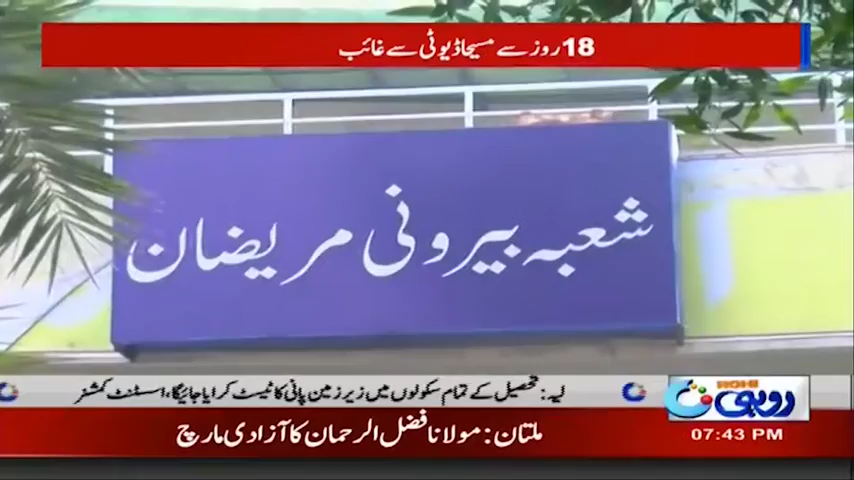 18 روز سے مسیحا ڈیوٹی سے غائب
شعبہ بیرونی مریضان
لیہ: تحصیل کے تمام سکولوں میں زیر زمین پانی کا ٹیسٹ کرایا جائیگا، اسسٹنٹ کمشنر
ROHI
روہی
ملتان: مولانا فضل الرحمان کا آزادی مارچ
07:43 PM